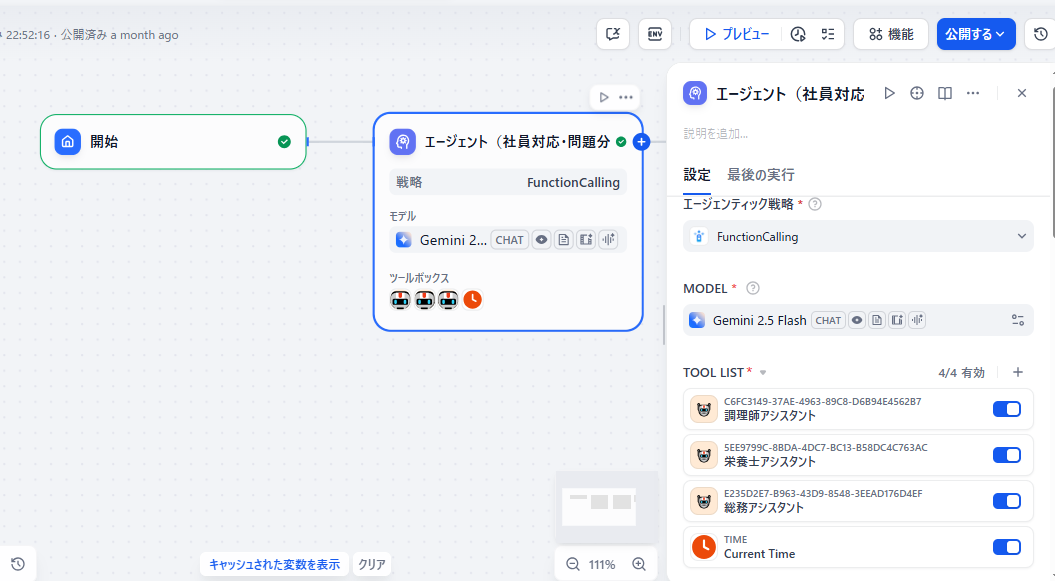 22:52:16 · 公開済み a month ago
ENV
プレビュー
機能
公開する
開始
エージェント（社員対応・問題分
戦略
FunctionCalling
モデル
Gemini 2...
CHAT
ツールボックス
キャッシュされた変数を表示
クリア
111%
エージェント（社員対応
説明を追加...
設定
最後の実行
エージェンティック戦略 *
FunctionCalling
MODEL *
Gemini 2.5 Flash
CHAT
TOOL LIST *
4/4 有効
C6FC3149-37AE-4963-89C8-D6B94E4562B7
調理師アシスタント
5EE9799C-8BDA-4DC7-BC13-B58DC4C763AC
栄養士アシスタント
E235D2E7-B963-43D9-8548-3EEAD176D4EF
総務アシスタント
TIME
Current Time